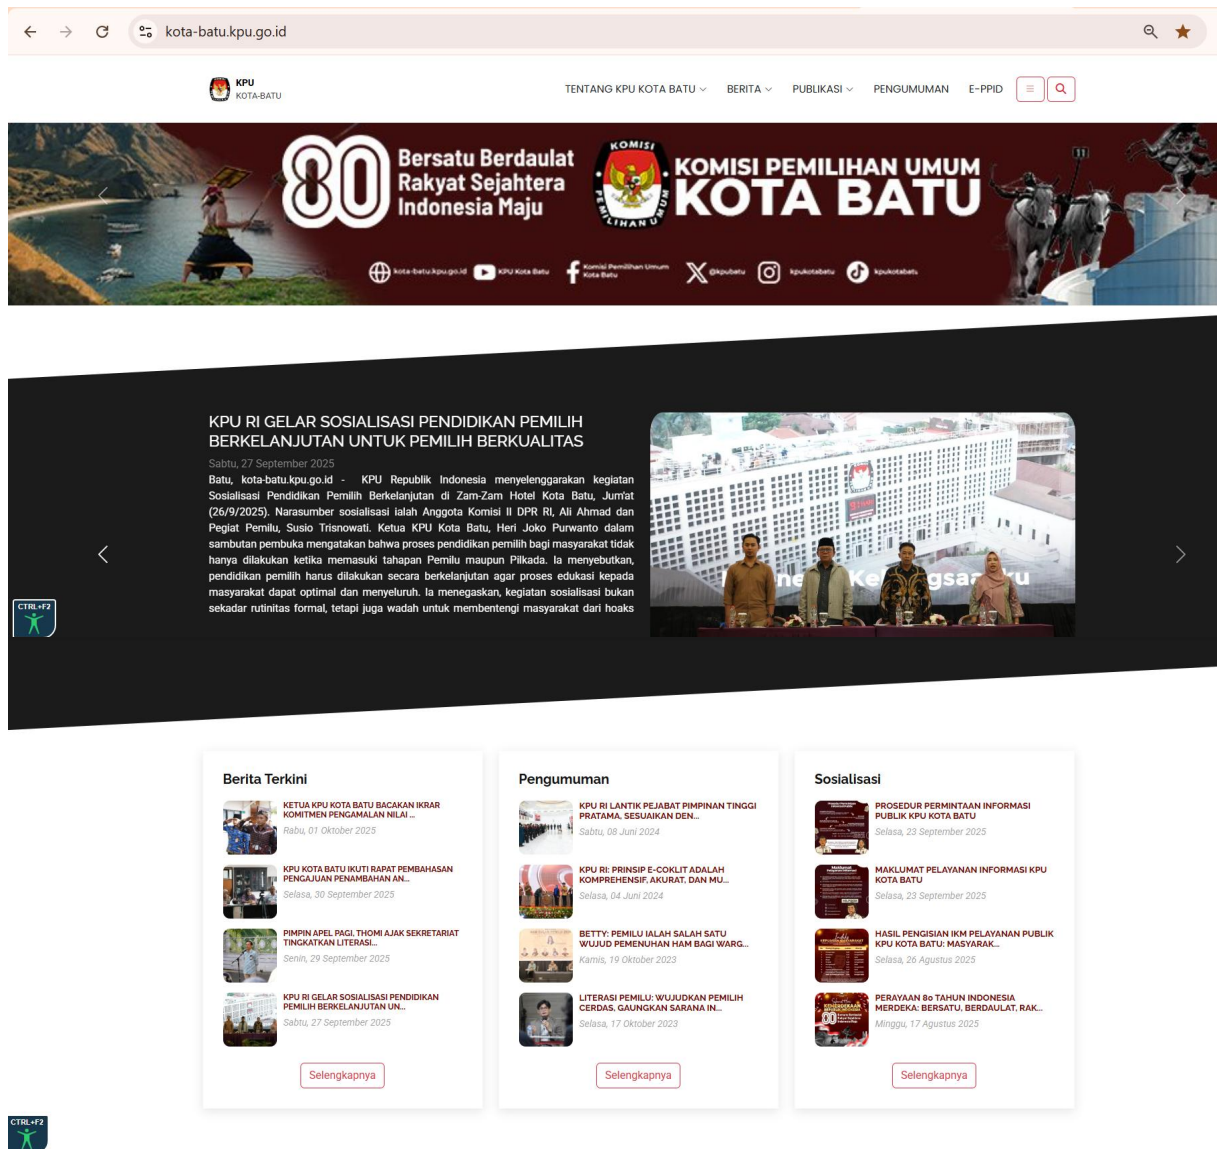 kota-batu.kpu.go.id
KPU
KOTA-BATU
TENTANG KPU KOTA BATU
BERITA
PUBLIKASI
PENGUMUMAN
E-PPID
80
Bersatu Berdaulat
Rakyat Sejahtera
Indonesia Maju
KOMISI
PEMILIHAN UMUM
KOMISI PEMILIHAN UMUM
KOTA BATU
kota-batu.kpu.go.id
KPU Kota Batu
Komisi Pemilihan Umum
Kota Batu
@kpubatu
kpukotabatu
kpukotabatu
KPU RI GELAR SOSIALISASI PENDIDIKAN PEMILIH
BERKELANJUTAN UNTUK PEMILIH BERKUALITAS
Sabtu, 27 September 2025
Batu, kota-batu.kpu.go.id - KPU Republik Indonesia menyelenggarakan kegiatan
Sosialisasi Pendidikan Pemilih Berkelanjutan di Zam-Zam Hotel Kota Batu, Jum'at
(26/9/2025). Narasumber sosialisasi ialah Anggota Komisi II DPR RI, Ali Ahmad dan
Pegiat Pemilu, Susio Trisnowati. Ketua KPU Kota Batu, Heri Joko Purwanto dalam
sambutan pembuka mengatakan bahwa proses pendidikan pemilih bagi masyarakat tidak
hanya dilakukan ketika memasuki tahapan Pemilu maupun Pilkada. Ia menyebutkan,
pendidikan pemilih harus dilakukan secara berkelanjutan agar proses edukasi kepada
masyarakat dapat optimal dan menyeluruh. Ia menegaskan, kegiatan sosialisasi bukan
sekadar rutinitas formal, tetapi juga wadah untuk membentengi masyarakat dari hoaks
CTRL+F2
Berita Terkini
KETUA KPU KOTA BATU BACAKAN IKRAR
KOMITMEN PENGAMALAN NILAI ...
Rabu, 01 Oktober 2025
KPU KOTA BATU IKUTI RAPAT PEMBAHASAN
PENGAJUAN PENAMBAHAN AN...
Selasa, 30 September 2025
PIMPIN APEL PAGI, THOMI AJAK SEKRETARIAT
TINGKATKAN LITERASI...
Senin, 29 September 2025
KPU RI GELAR SOSIALISASI PENDIDIKAN
PEMILIH BERKELANJUTAN UN...
Sabtu, 27 September 2025
Selengkapnya
Pengumuman
KPU RI LANTIK PEJABAT PIMPINAN TINGGI
PRATAMA, SESUAIKAN DEN...
Sabtu, 08 Juni 2024
KPU RI: PRINSIP E-COKLIT ADALAH
KOMPREHENSIF, AKURAT, DAN MU...
Selasa, 04 Juni 2024
BETTY: PEMILU IALAH SALAH SATU
WUJUD PEMENUHAN HAM BAGI WARG...
Kamis, 19 Oktober 2023
LITERASI PEMILU: WUJUDKAN PEMILIH
CERDAS, GAUNGKAN SARANA IN...
Selasa, 17 Oktober 2023
Selengkapnya
Sosialisasi
PROSEDUR PERMINTAAN INFORMASI
PUBLIK KPU KOTA BATU
Selasa, 23 September 2025
MAKLUMAT PELAYANAN INFORMASI KPU
KOTA BATU
Selasa, 23 September 2025
HASIL PENGISIAN IKM PELAYANAN PUBLIK
KPU KOTA BATU: MASYARAK...
Selasa, 26 Agustus 2025
PERAYAAN 80 TAHUN INDONESIA
MERDEKA: BERSATU, BERDAULAT, RAK...
Minggu, 17 Agustus 2025
Selengkapnya
CTRL+F2